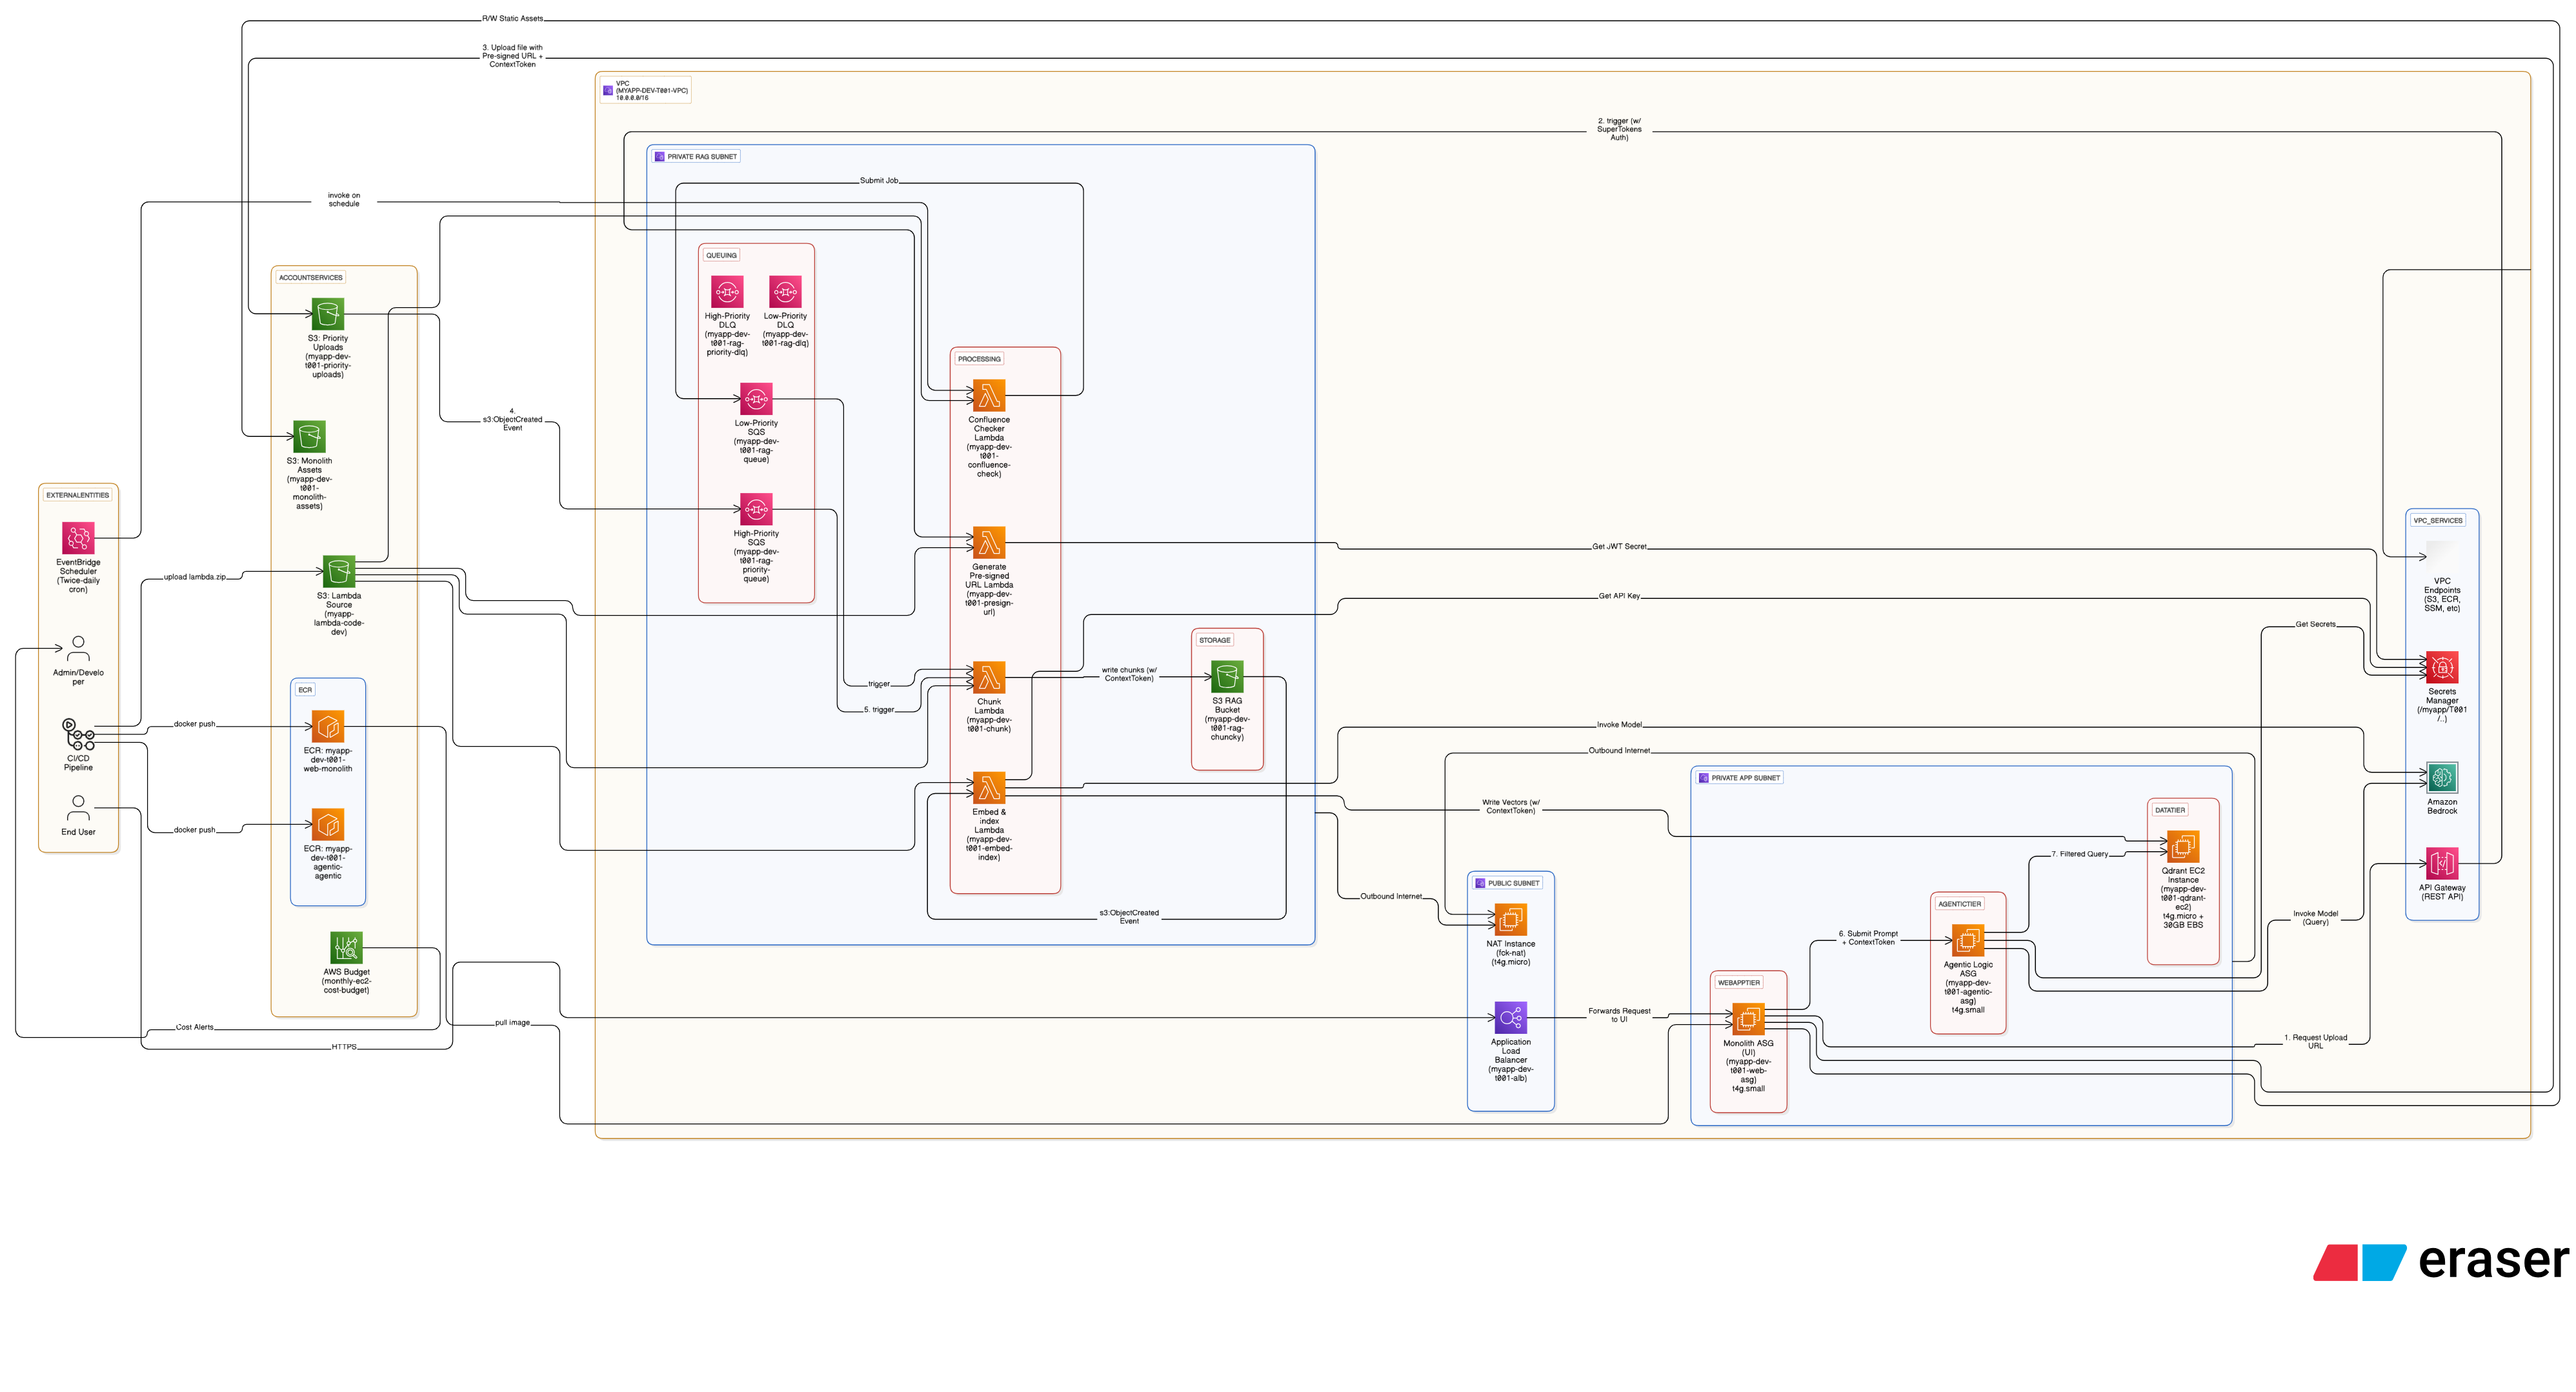 R/W Static Assets
3. Upload file with
Pre-signed URL +
ContextToken
VPC
(MYAPP-DEV-T001-VPC)
10.0.0.0/16
2. trigger (w/
SuperTokens
Auth)
PRIVATE RAG SUBNET
Submit Job
invoke on
schedule
QUEUING
High-Priority
DLQ
(myapp-dev-
t001-rag-
priority-dlq)
Low-Priority
DLQ
(myapp-dev-
t001-rag-dlq)
Low-Priority
SQS
(myapp-dev-
t001-rag-
queue)
High-Priority
SQS
(myapp-dev-
t001-rag-
priority-
queue)
trigger
5. trigger
PROCESSING
Confluence
Checker
Lambda
(myapp-dev-
t001-
confluence-
check)
Generate
Pre-signed
URL Lambda
(myapp-dev-
t001-presign-
url)
Chunk
Lambda
(myapp-dev-
t001-chunk)
Embed &
index
Lambda
(myapp-dev-
t001-embed-
index)
write chunks (w/
ContextToken)
STORAGE
S3 RAG
Bucket
(myapp-dev-
t001-rag-
chuncky)
s3:ObjectCreated
Event
ACCOUNTSERVICES
S3: Priority
Uploads
(myapp-dev-
t001-priority-
uploads)
S3: Monolith
Assets
(myapp-dev-
t001-
monolith-
assets)
S3: Lambda
Source
(myapp-
lambda-code-
dev)
ECR
ECR: myapp-
dev-t001-
web-monolith
ECR: myapp-
dev-t001-
agentic-
agentic
AWS Budget
(monthly-ec2-
cost-budget)
4.
s3:ObjectCreated
Event
EXTERNALENTITIES
EventBridge
Scheduler
(Twice-daily
cron)
Admin/Develo
per
CI/CD
Pipeline
End User
upload lambda.zip
docker push
docker push
Cost Alerts
HTTPS
pull image
Get JWT Secret
Get API Key
Get Secrets
Invoke Model
Outbound Internet
Write Vectors (w/
ContextToken)
Outbound Internet
PUBLIC SUBNET
NAT Instance
(fck-nat)
(t4g.micro)
Application
Load
Balancer
(myapp-dev-
t001-alb)
Forwards Request
to UI
PRIVATE APP SUBNET
WEBAPPTIER
Monolith ASG
(UI)
(myapp-dev-
t001-web-
asg)
t4g.small
6. Submit Prompt
+ ContextToken
AGENTICTIER
Agentic Logic
ASG
(myapp-dev-
t001-agentic-
asg)
t4g.small
7. Filtered Query
DATATIER
Qdrant EC2
Instance
(myapp-dev-
t001-qdrant-
ec2)
t4g.micro +
30GB EBS
Invoke Model
(Query)
1. Request Upload
URL
VPC_SERVICES
VPC
Endpoints
(S3, ECR,
SSM, etc)
Secrets
Manager
(/myapp/T001
/..)
Amazon
Bedrock
API Gateway
(REST API)
eraser